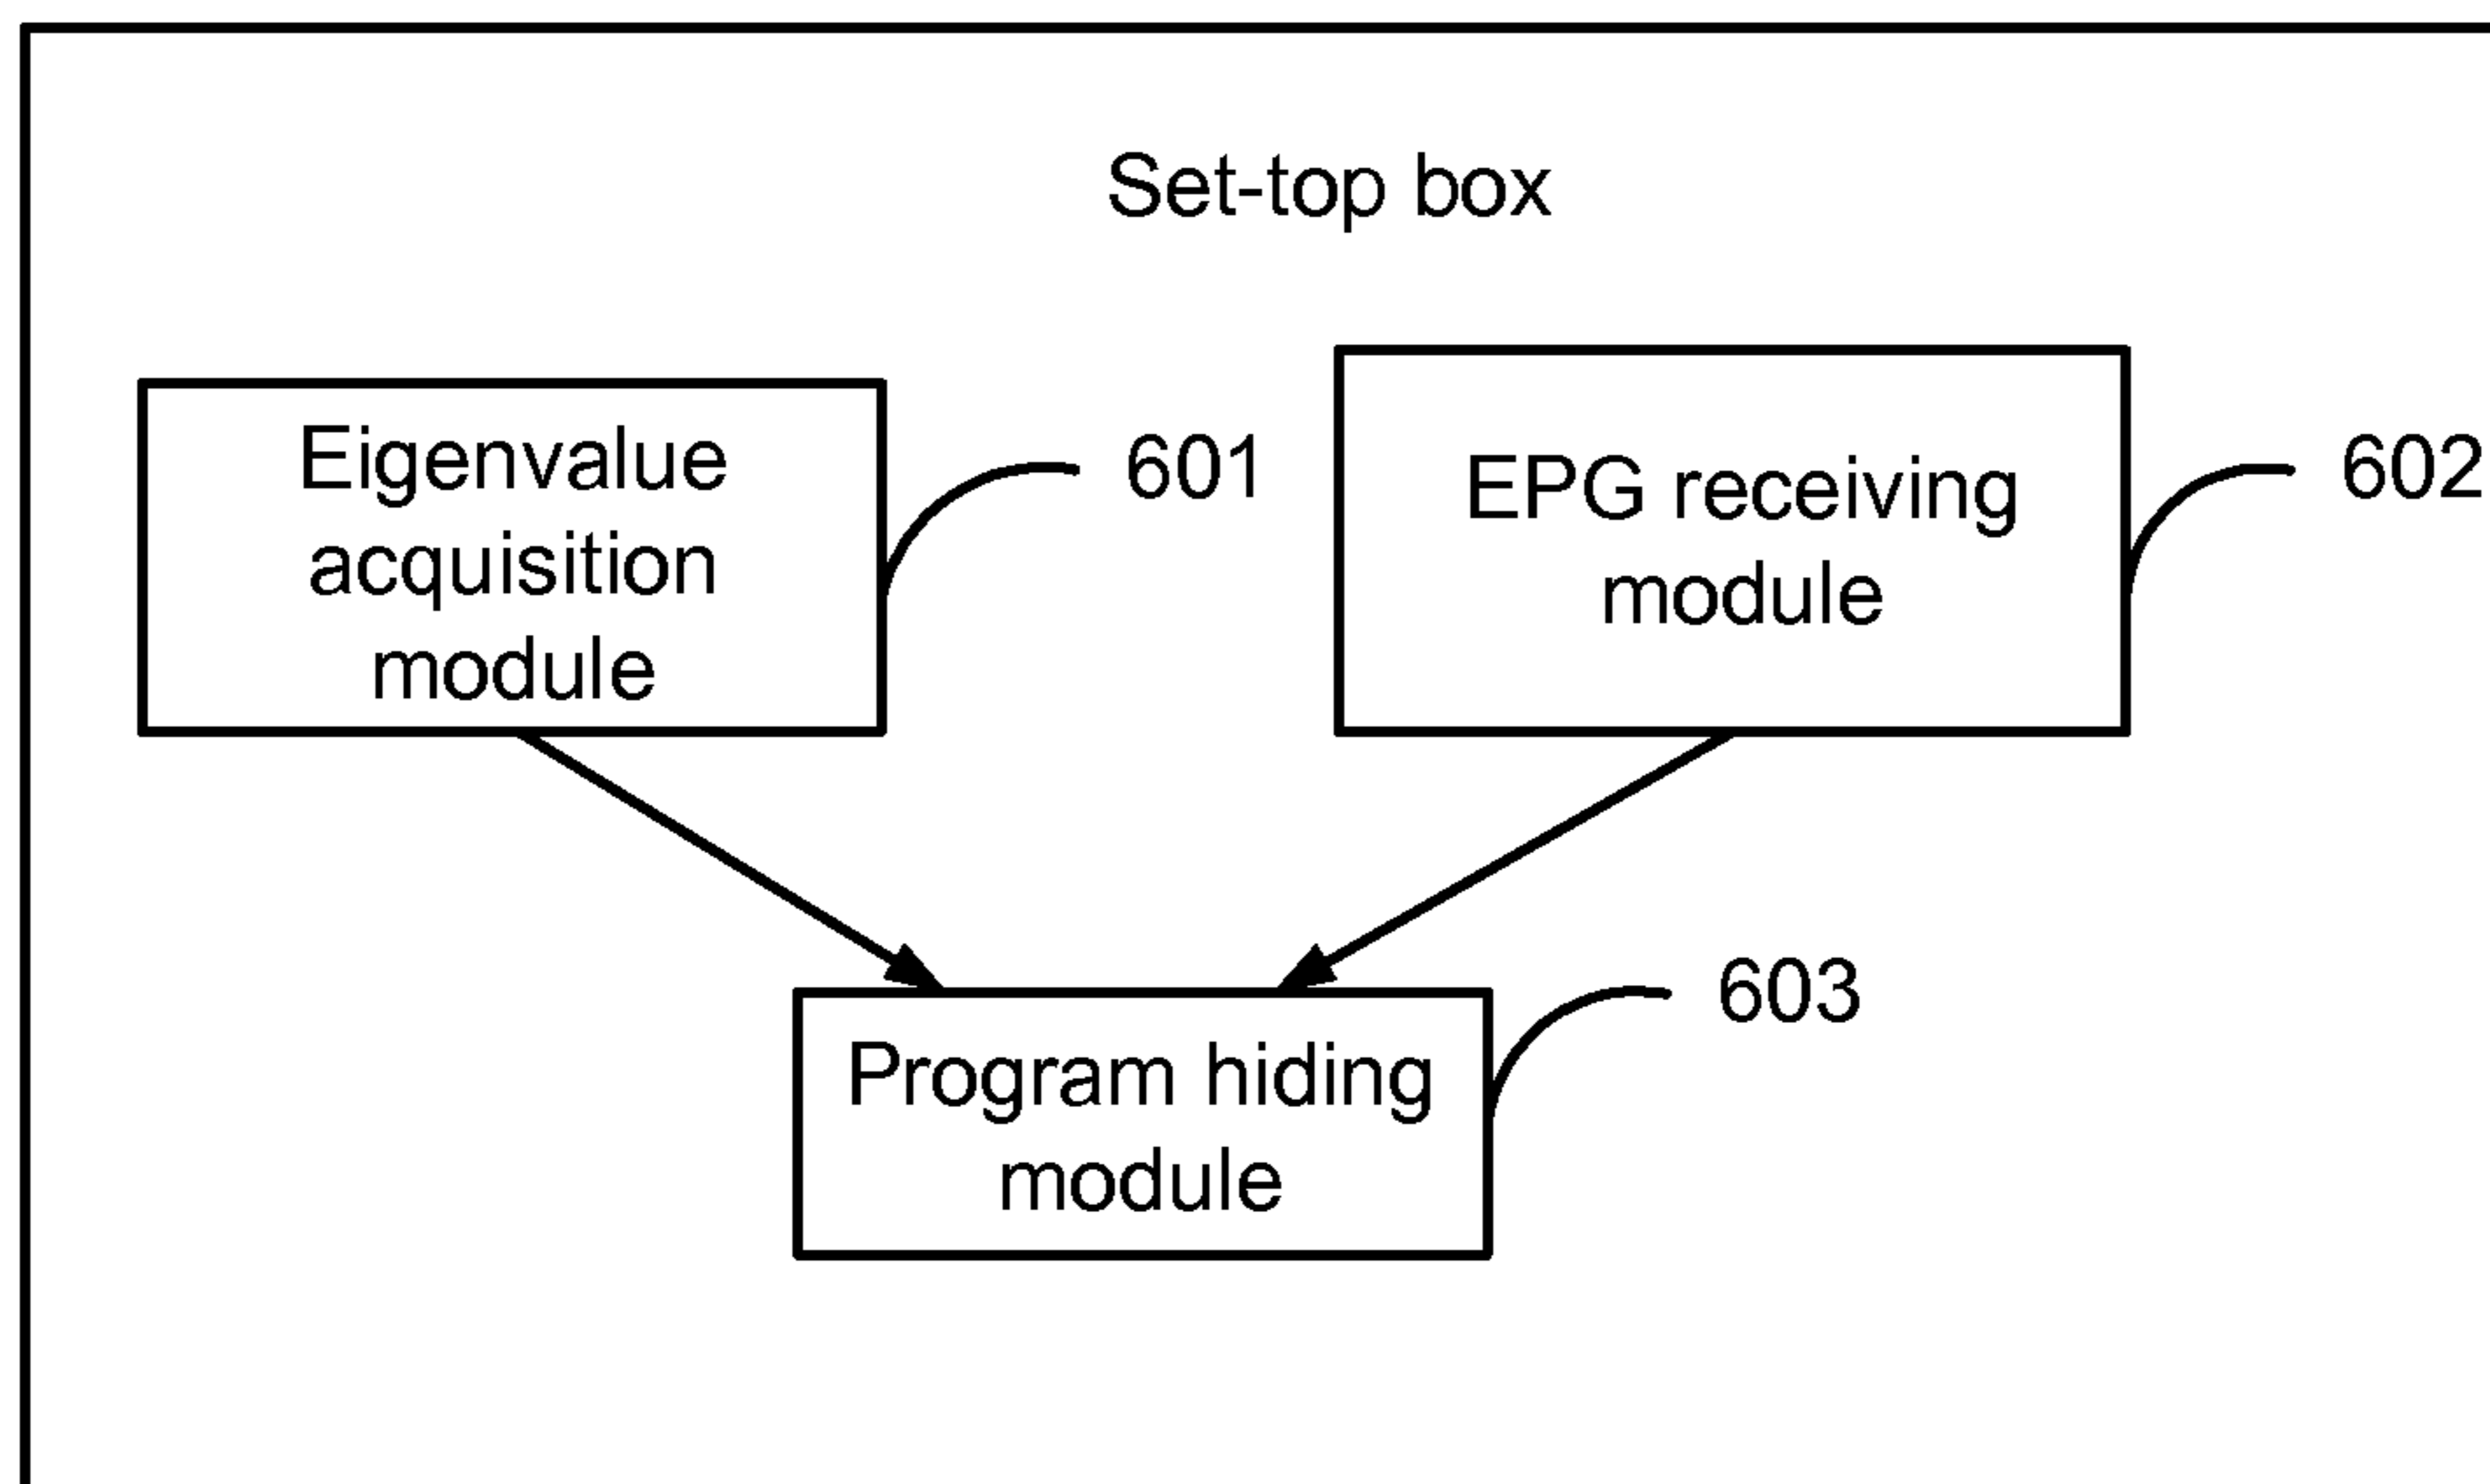 Set-top box
Eigenvalue
acquisition
module
601
EPG receiving
module
602
Program hiding
module
603